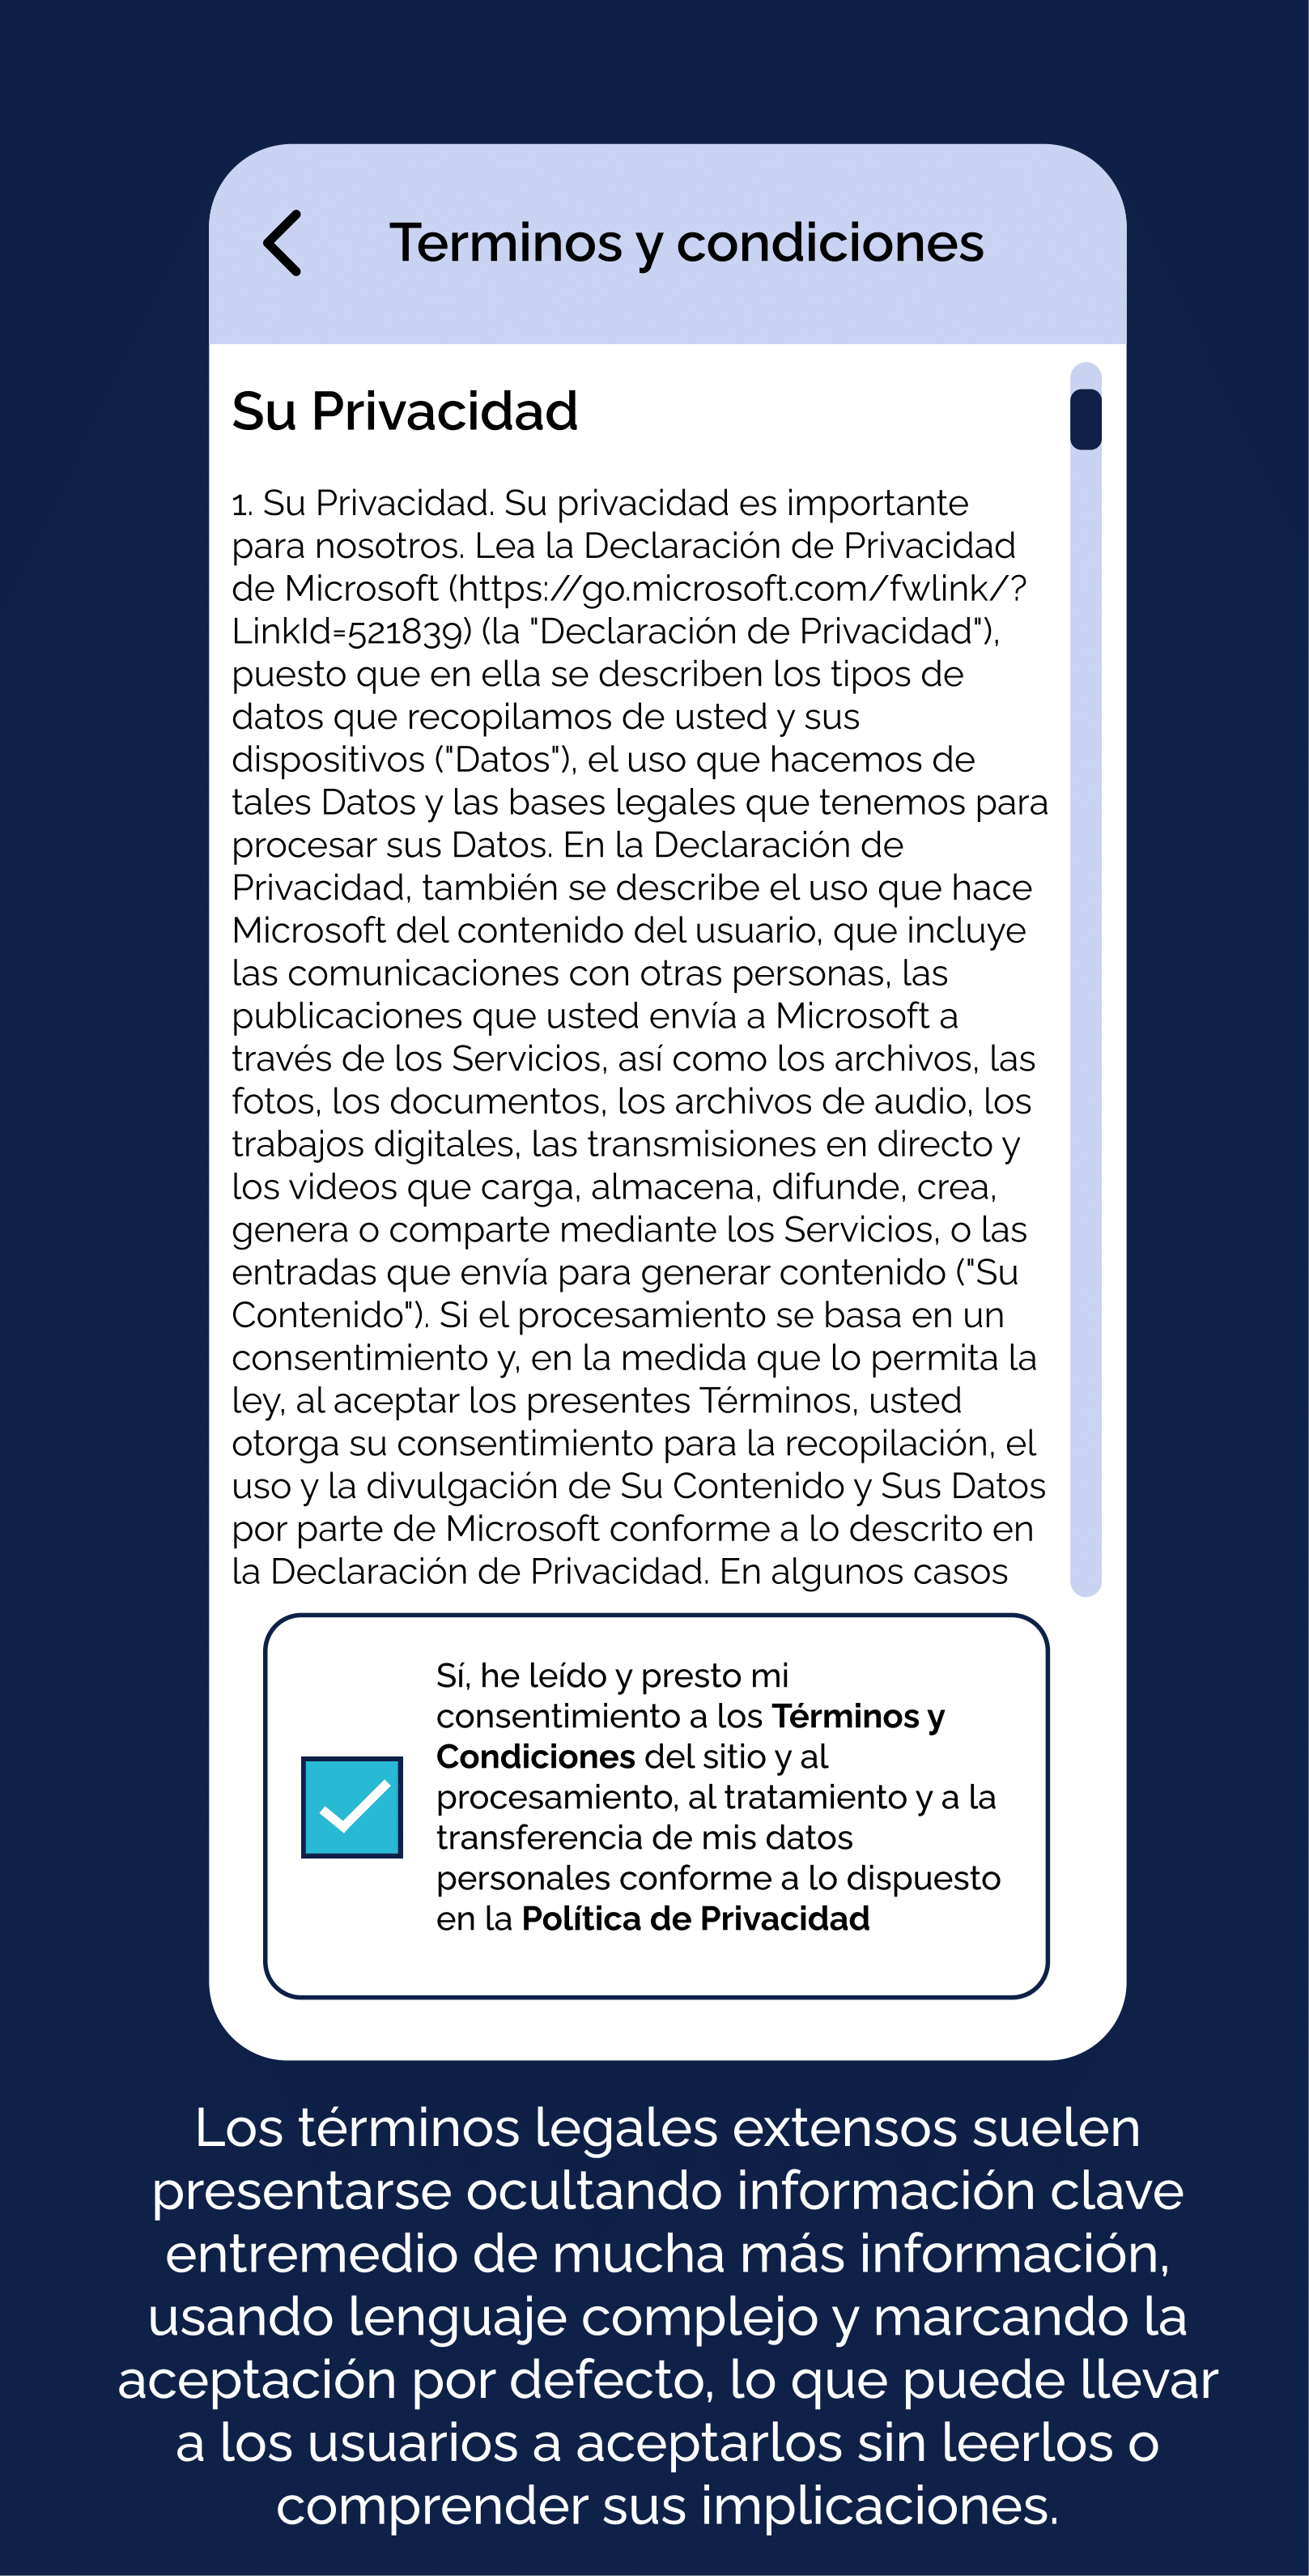 Terminos y condiciones
Su Privacidad
1. Su Privacidad. Su privacidad es importante
para nosotros. Lea la Declaración de Privacidad
de Microsoft (https://go.microsoft.com/fwlink/?
LinkId=521839) (la "Declaración de Privacidad"),
puesto que en ella se describen los tipos de
datos que recopilamos de usted y sus
dispositivos ("Datos"), el uso que hacemos de
tales Datos y las bases legales que tenemos para
procesar sus Datos. En la Declaración de
Privacidad, también se describe el uso que hace
Microsoft del contenido del usuario, que incluye
las comunicaciones con otras personas, las
publicaciones que usted envía a Microsoft a
través de los Servicios, así como los archivos, las
fotos, los documentos, los archivos de audio, los
trabajos digitales, las transmisiones en directo y
los videos que carga, almacena, difunde, crea,
genera o comparte mediante los Servicios, o las
entradas que envía para generar contenido ("Su
Contenido"). Si el procesamiento se basa en un
consentimiento y, en la medida que lo permita la
ley, al aceptar los presentes Términos, usted
otorga su consentimiento para la recopilación, el
uso y la divulgación de Su Contenido y Sus Datos
por parte de Microsoft conforme a lo descrito en
la Declaración de Privacidad. En algunos casos
Sí, he leído y presto mi
consentimiento a los Términos y
Condiciones del sitio y al
procesamiento, al tratamiento y a la
transferencia de mis datos
personales conforme a lo dispuesto
en la Política de Privacidad
Los términos legales extensos suelen
presentarse ocultando información clave
entremedio de mucha más información,
usando lenguaje complejo y marcando la
aceptación por defecto, lo que puede llevar
a los usuarios a aceptarlos sin leerlos o
comprender sus implicaciones.